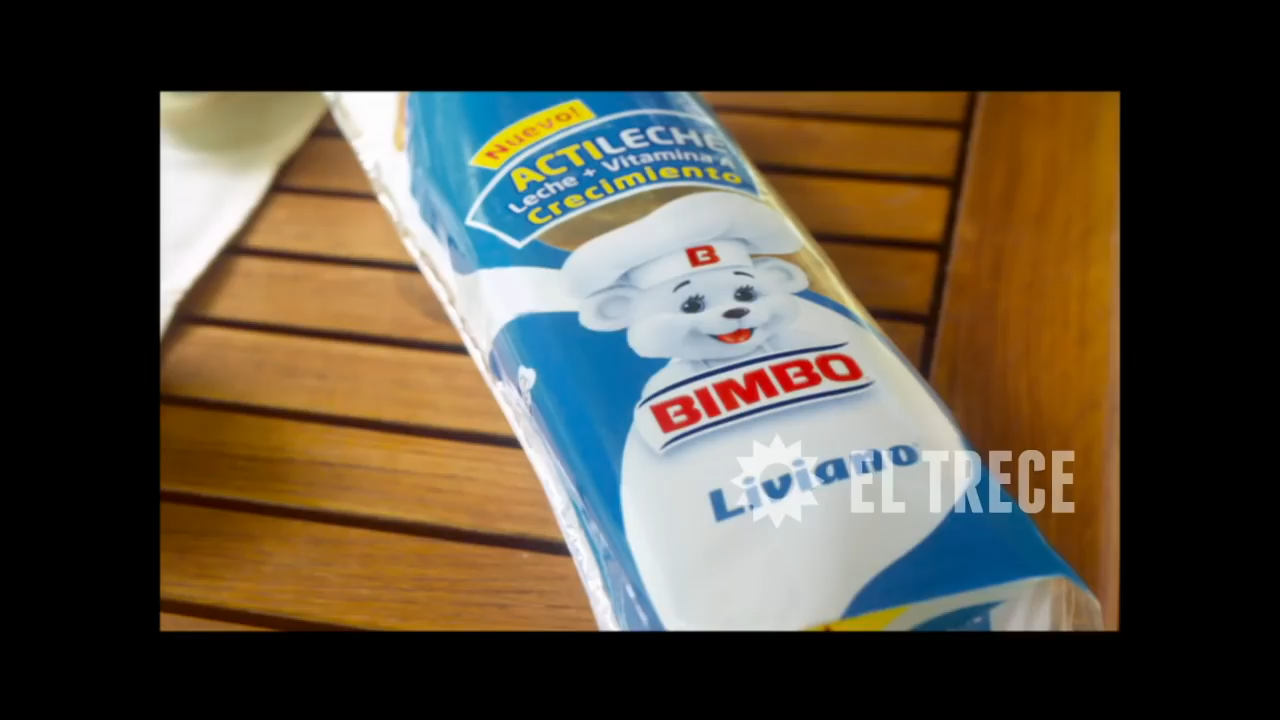 Nuevo!
ACTILECHE
Leche + Vitamina A
Crecimiento
B
BIMBO
Liviano
EL TRECE